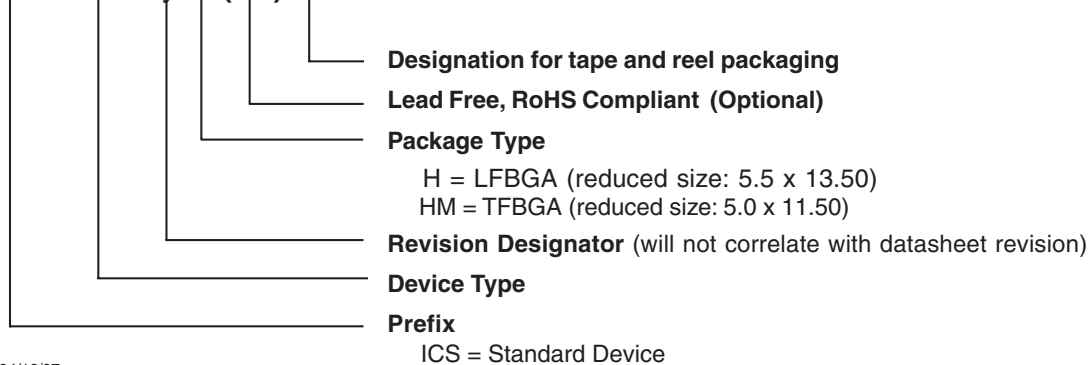 Designation for tape and reel packaging
Lead Free, RoHS Compliant (Optional)
Package Type
H = LFBGA (reduced size: 5.5 x 13.50)
HM = TFBGA (reduced size: 5.0 x 11.50)
Revision Designator (will not correlate with datasheet revision)
Device Type
Prefix
ICS = Standard Device